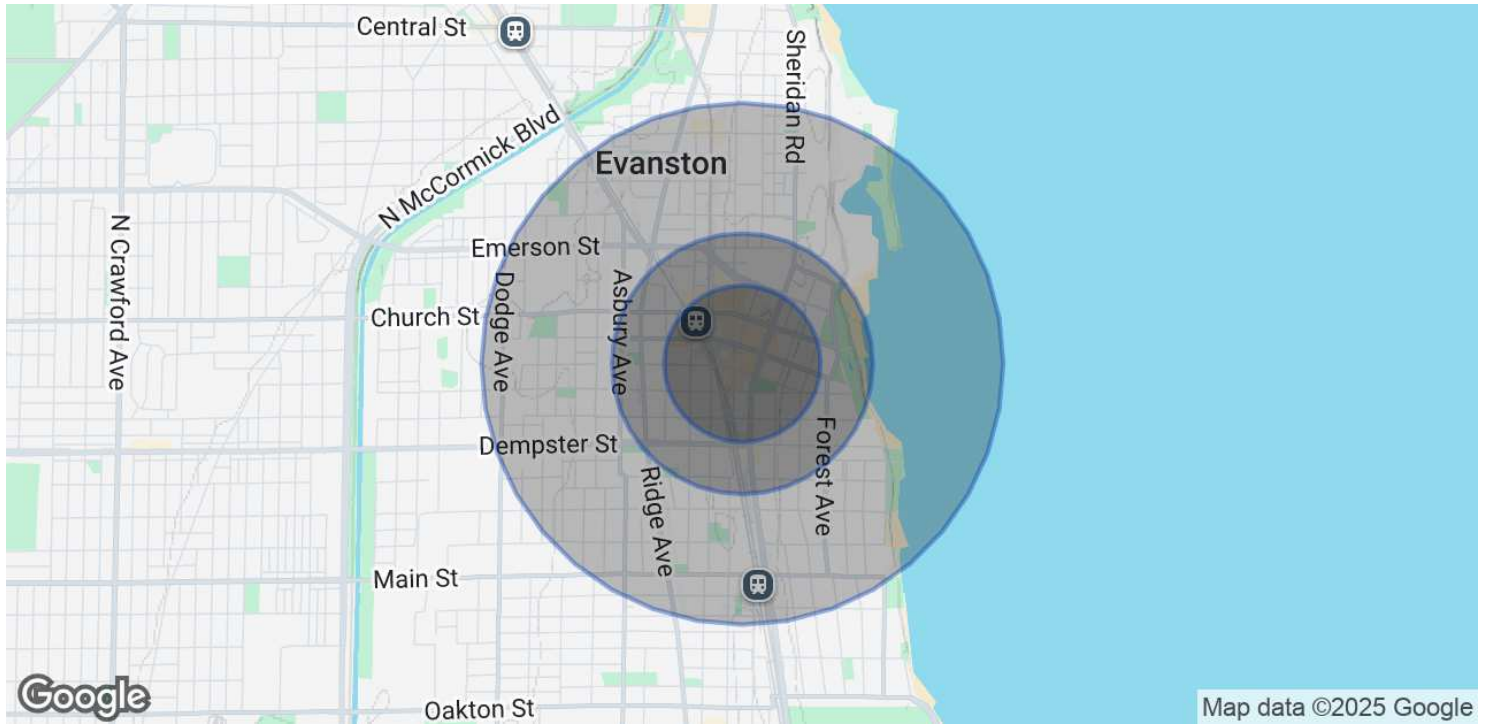 Central St
Sheridan Rd
N McCormick Blvd
Evanston
N Crawford Ave
Emerson St
Dodge Ave
Asbury Ave
Church St
Dempster St
Forest Ave
Ridge Ave
Main St
Oakton St
Google
Map data ©2025 Google